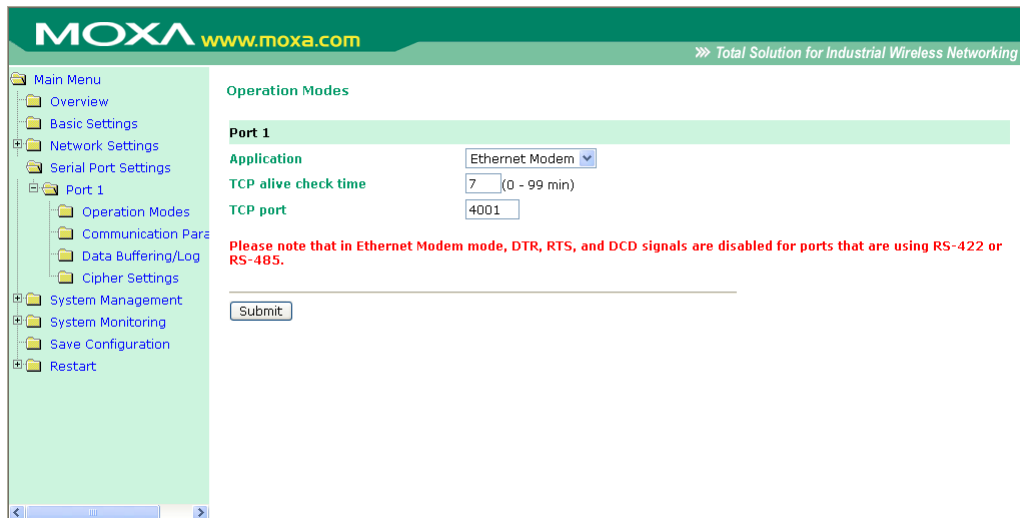 MOXA www.moxa.com
Total Solution for Industrial Wireless Networking
Main Menu
Overview
Basic Settings
Network Settings
Serial Port Settings
Port 1
Operation Modes
Communication Para
Data Buffering/Log
Cipher Settings
System Management
System Monitoring
Save Configuration
Restart
Operation Modes
Port 1
Application Ethernet Modem
TCP alive check time 7 (0 - 99 min)
TCP port 4001
Please note that in Ethernet Modem mode, DTR, RTS, and DCD signals are disabled for ports that are using RS-422 or
RS-485.
Submit